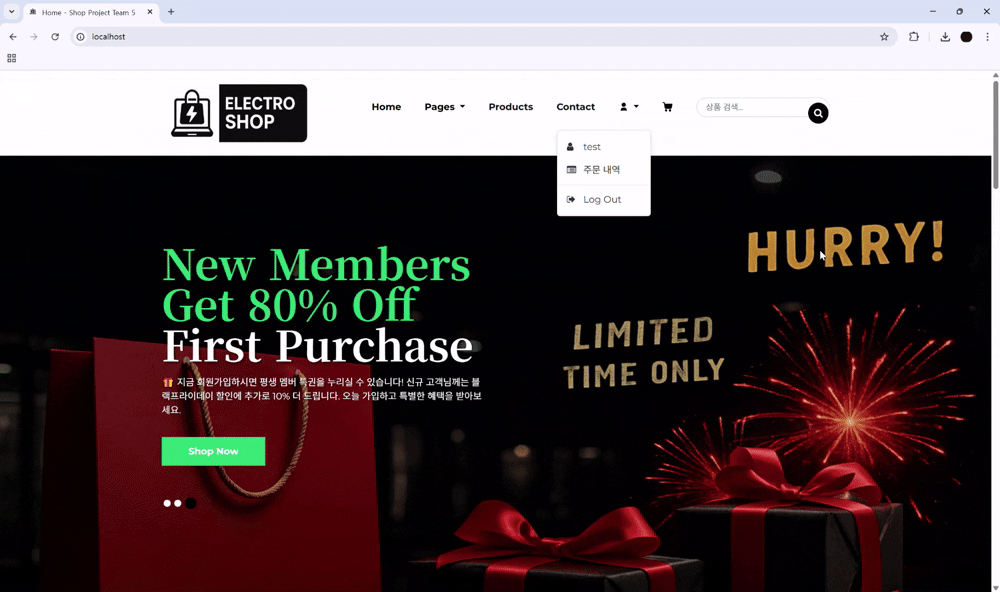 Home - Shop Project Team 5
localhost
ELECTRO
SHOP
Home
Pages
Products
Contact
상품 검색...
test
주문 내역
Log Out
HURRY!
LIMITED
TIME ONLY
New Members
Get 80% Off
First Purchase
🎁 지금 회원가입하시면 평생 멤버 특권을 누리실 수 있습니다! 신규 고객님께는 블
랙프라이데이 할인에 추가로 10% 더 드립니다. 오늘 가입하고 특별한 혜택을 받아보
세요.
Shop Now